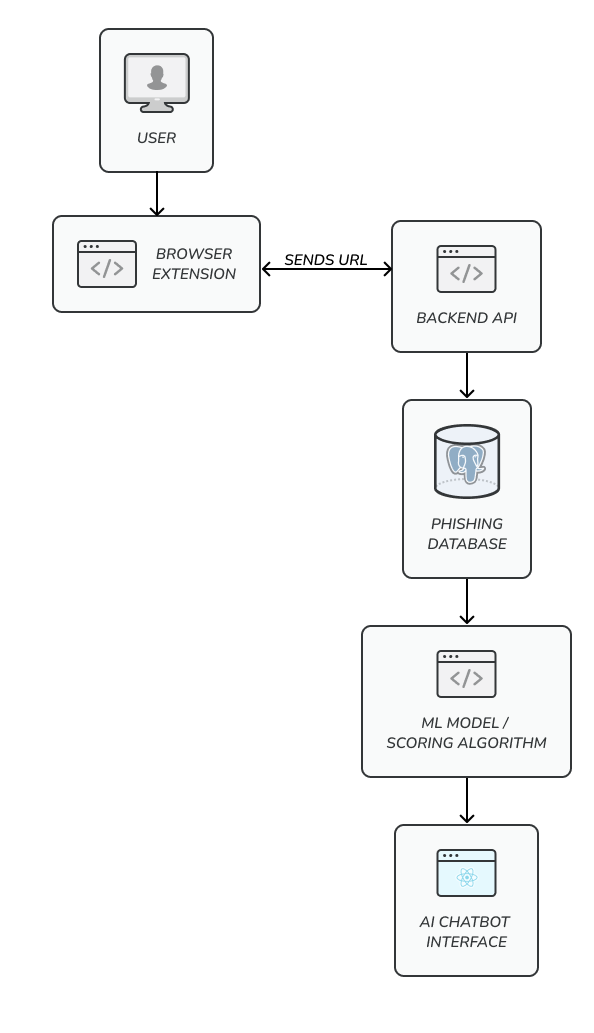 USER
BROWSER
EXTENSION
SENDS URL
BACKEND API
PHISHING
DATABASE
ML MODEL /
SCORING ALGORITHM
AI CHATBOT
INTERFACE